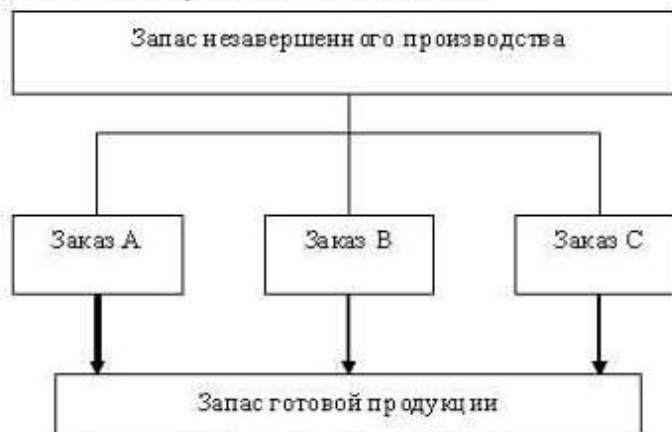 Запас незавершенного производства
Заказ А
Заказ В
Заказ С
Запас готовой продукции